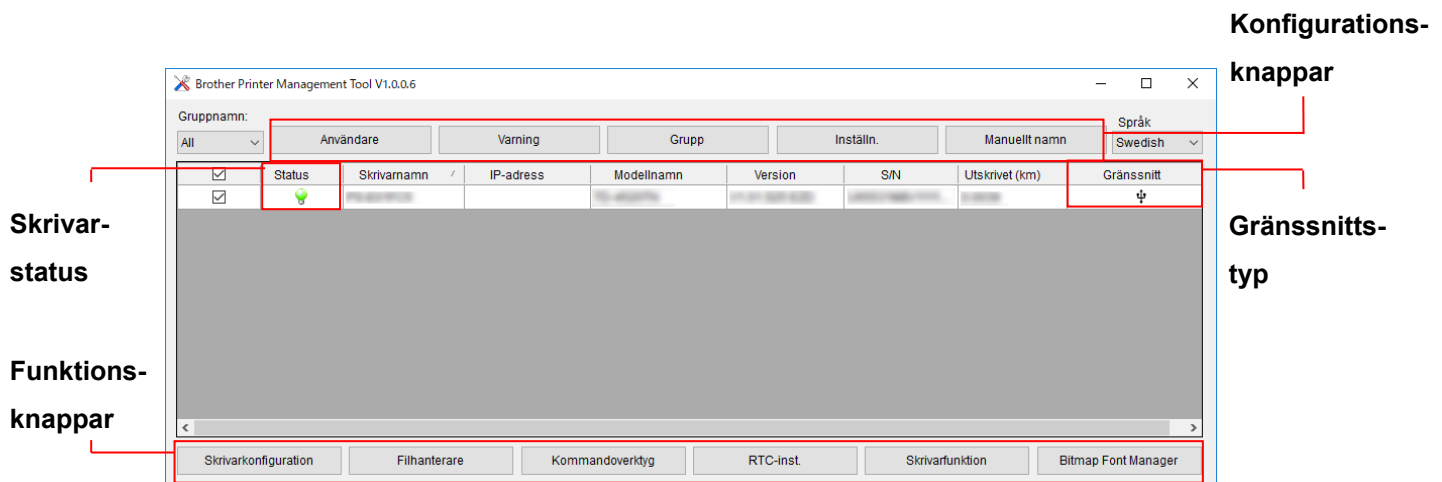 Konfigurations-
knappar
Brother Printer Management Tool V1.0.0.6
Gruppnamn:
Språk
All Användare Varning Grupp Inställn. Manuellt namn Swedish
Status Skrivarnamn IP-adress Modellnamn Version S/N Utskrivet (km) Gränssnitt
Skrivar-
status
Gränssnitts-
typ
Funktions-
knappar
Skrivarkonfiguration Filhanterare Kommandoverktyg RTC-inst. Skrivarfunktion Bitmap Font Manager